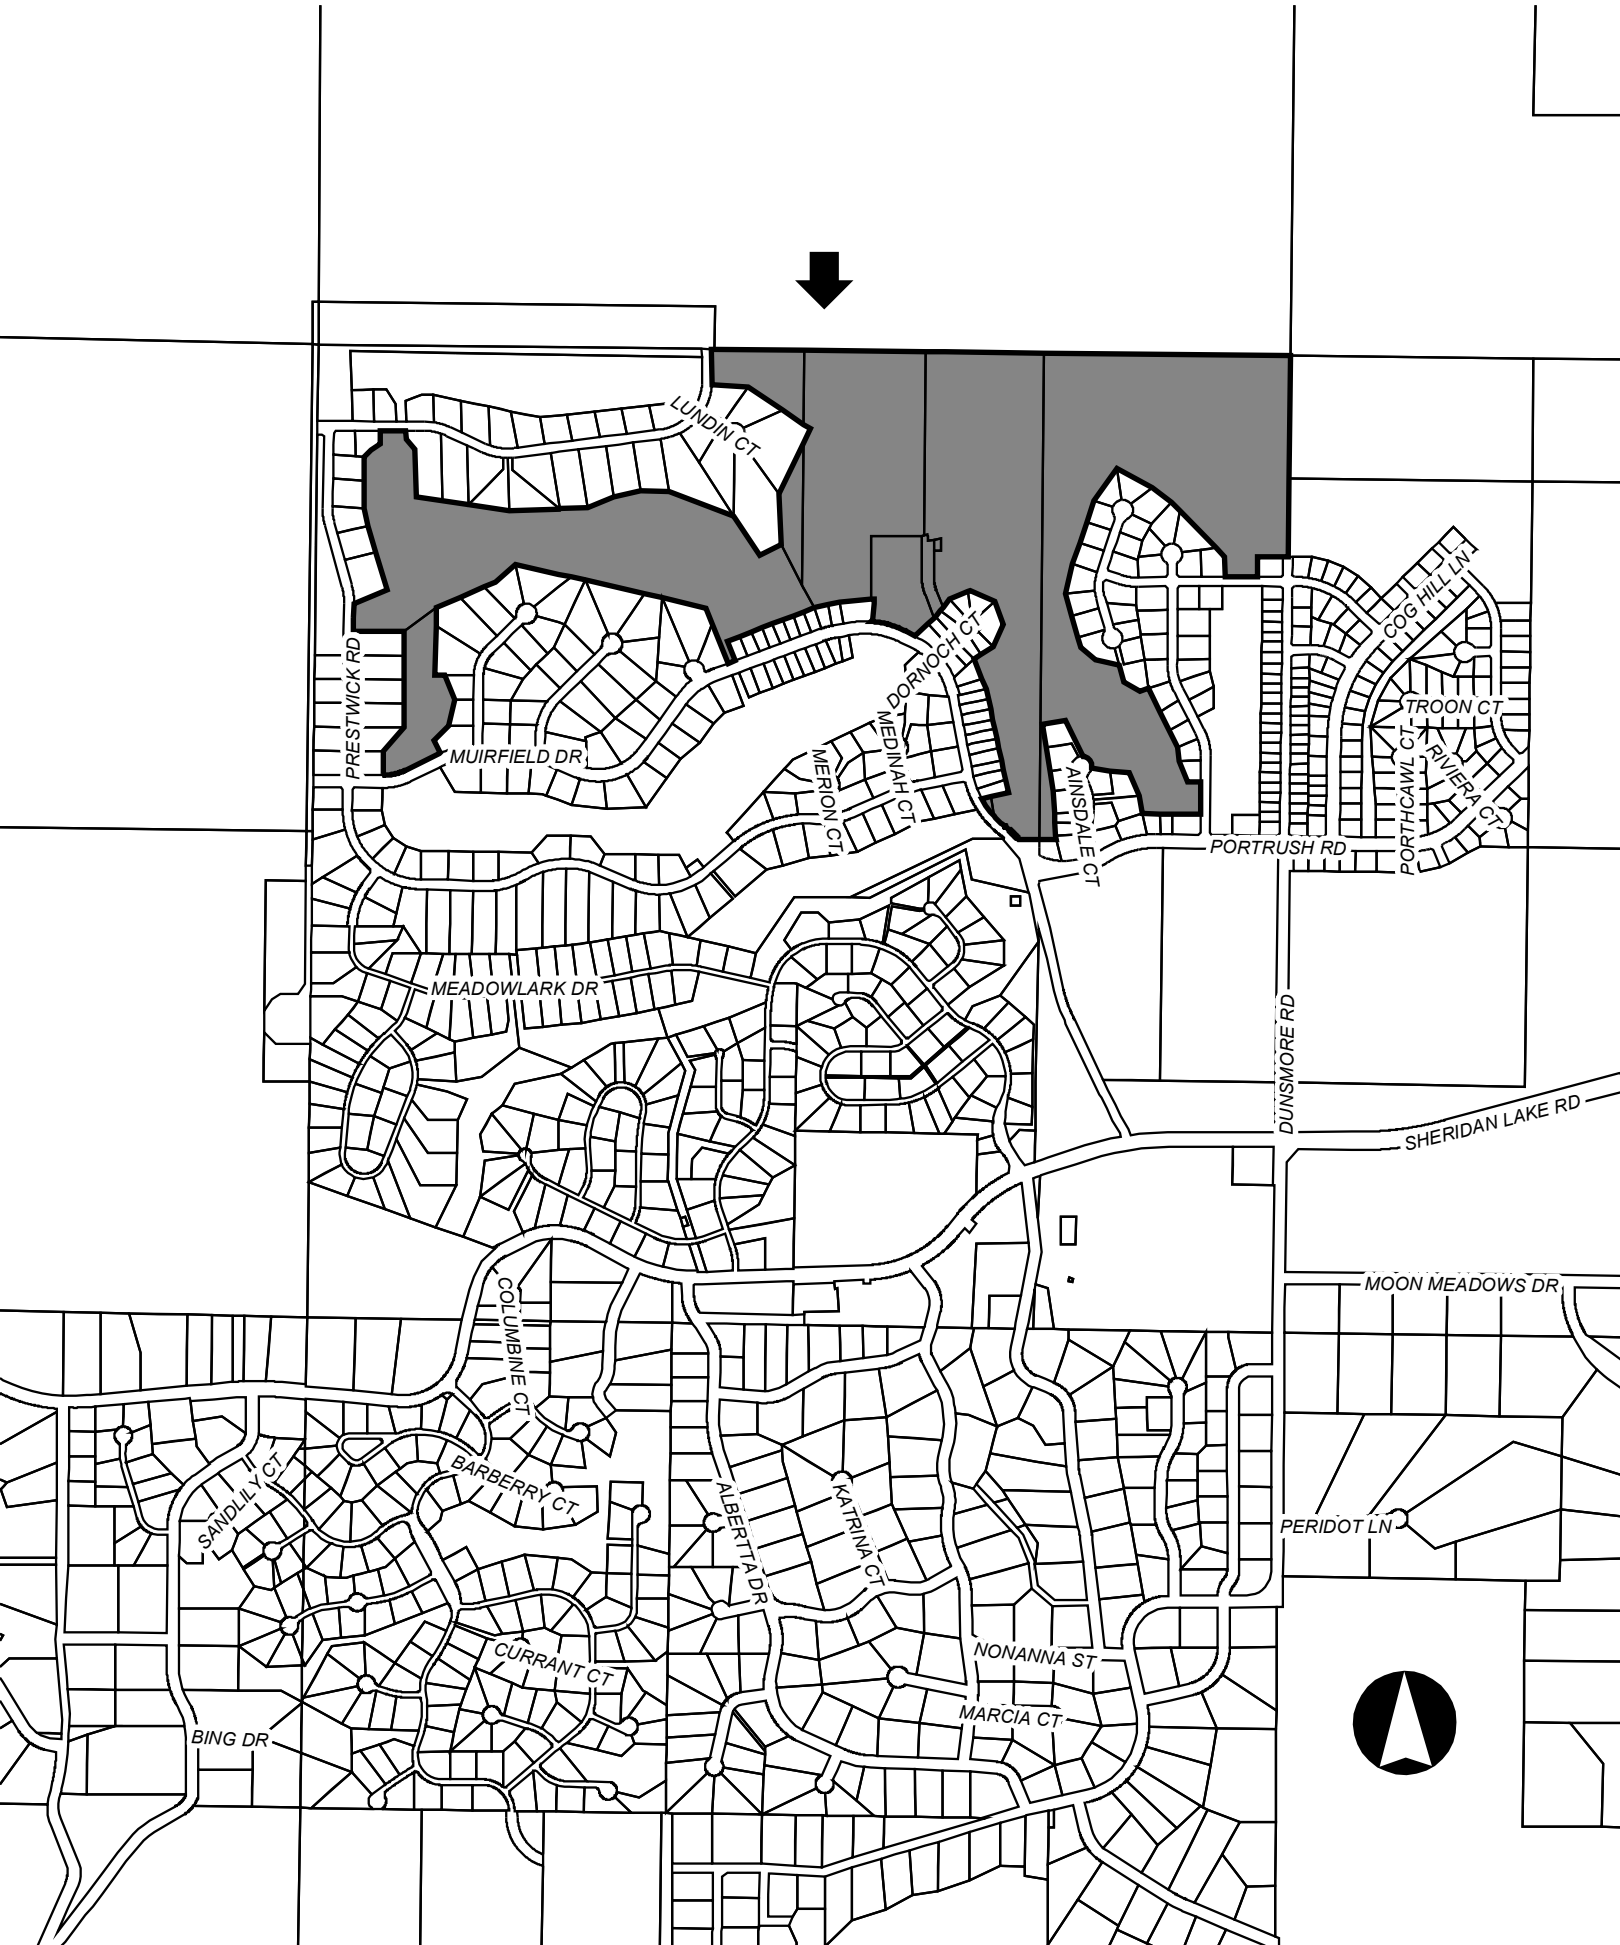 LUNDIN CT
COG HILL LN
DORNOCH CT
PRESTWICK RD
TROON CT
MUIRFIELD DR
MEDINAH CT
MERION CT
AINSDALE CT
PORTHCAWL CT
RIVIERA CT
PORTRUSH RD
MEADOWLARK DR
DUNSMORE RD
SHERIDAN LAKE RD
MOON MEADOWS DR
COLUMBINE CT
BARBERRY CT
SANDLILY CT
ALBERTTA DR
KATRINA CT
PERIDOT LN
CURRANT CT
NONANNA ST
MARCIA CT
BING DR